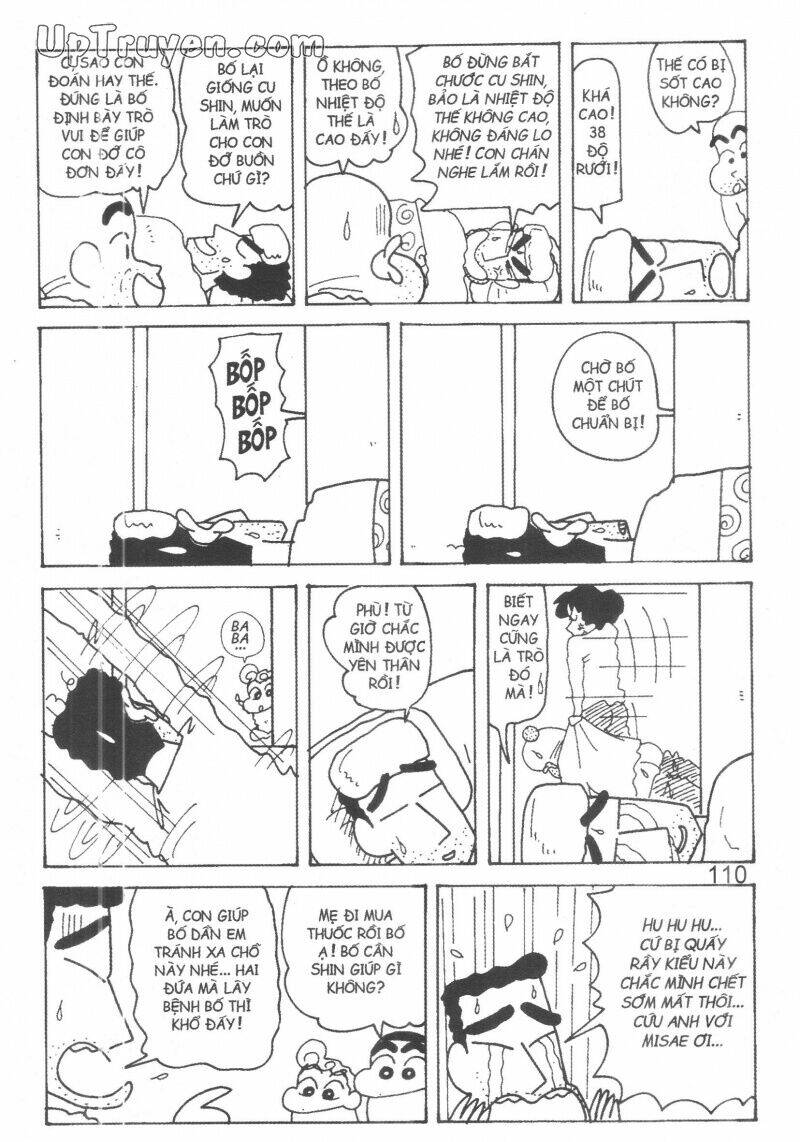 UpTruyen.com
THẾ CÓ BỊ
SỐT CAO
KHÔNG?
KHÁ
CAO! 38
ĐỘ
RƯỠI!
BỐ ĐỪNG BẮT
CHƯỚC CU SHIN,
BẢO LÀ NHIỆT ĐỘ
THẾ KHÔNG CAO,
KHÔNG ĐÁNG LO
NHÉ! CON CHÁN
NGHE LẮM RỒI!
Ồ KHÔNG,
THEO BỐ
NHIỆT ĐỘ
THẾ LÀ
CAO ĐẤY!
BỐ LẠI
GIỐNG CU
SHIN, MUỐN
LÀM TRÒ
CHO CON
ĐỠ BUỒN
CHỨ GÌ?
SAO CON
ĐOÁN HAY THẾ.
ĐÚNG LÀ BỐ
ĐỊNH BÀY TRÒ
VUI ĐỂ GIÚP
CON ĐỠ CÔ
ĐƠN ĐẤY!
CHỜ BỐ
MỘT CHÚT
ĐỂ BỐ
CHUẨN BỊ!
BỐP
BỐP
BỐP
BIẾT
NGAY
CŨNG
LÀ TRÒ
ĐÓ
MÀ!
PHÙ! TỪ
GIỜ CHẮC
MÌNH ĐƯỢC
YÊN THÂN
RỒI!
BA
BA...
110
HU HU HU...
CỨ BỊ QUẤY
RẦY KIỂU NÀY
CHẮC MÌNH CHẾT
SỚM MẤT THÔI...
CỨU ANH VỚI
MISAE ƠI...
MẸ ĐI MUA
THUỐC RỒI BỐ
Ạ! BỐ CẦN
SHIN GIÚP GÌ
KHÔNG?
À, CON GIÚP
BỐ DẪN EM
TRÁNH XA CHỖ
NÀY NHÉ... HAI
ĐỨA MÀ LÂY
BỆNH BỐ THÌ
KHỔ ĐẤY!